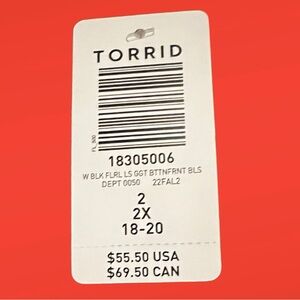 TORRID
18305006
W BLK FLRL LS GGT BTTNFRNT BLS
DEPT 0050 22FAL2
2
2X
18-20
$55.50 USA
$69.50 CAN